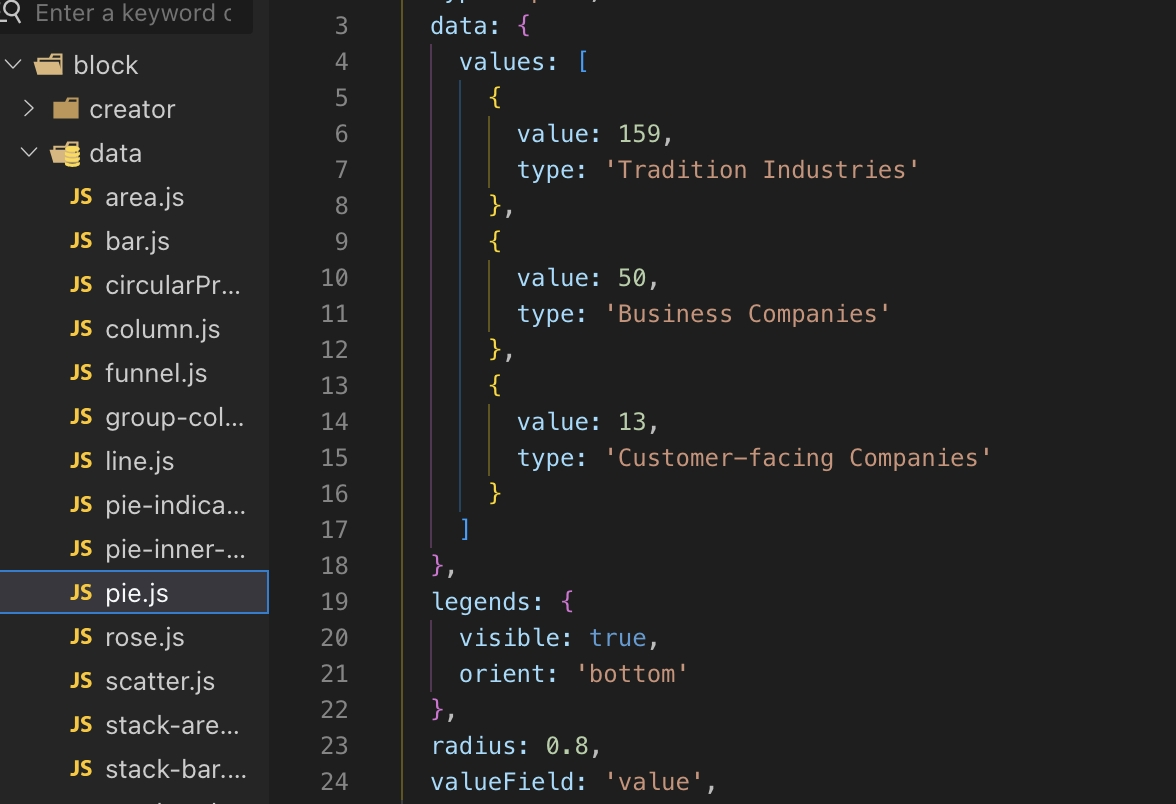 Enter a keyword c
block
creator
data
JS area.js
JS bar.js
JS circularPr...
JS column.js
JS funnel.js
JS group-col...
JS line.js
JS pie-indica...
JS pie-inner-...
JS pie.js
JS rose.js
JS scatter.js
JS stack-are...
JS stack-bar....
3 data: {
4 values: [
5 {
6 value: 159,
7 type: 'Tradition Industries'
8 },
9 {
10 value: 50,
11 type: 'Business Companies'
12 },
13 {
14 value: 13,
15 type: 'Customer-facing Companies'
16 }
17 ]
18 },
19 legends: {
20 visible: true,
21 orient: 'bottom'
22 },
23 radius: 0.8,
24 valueField: 'value',